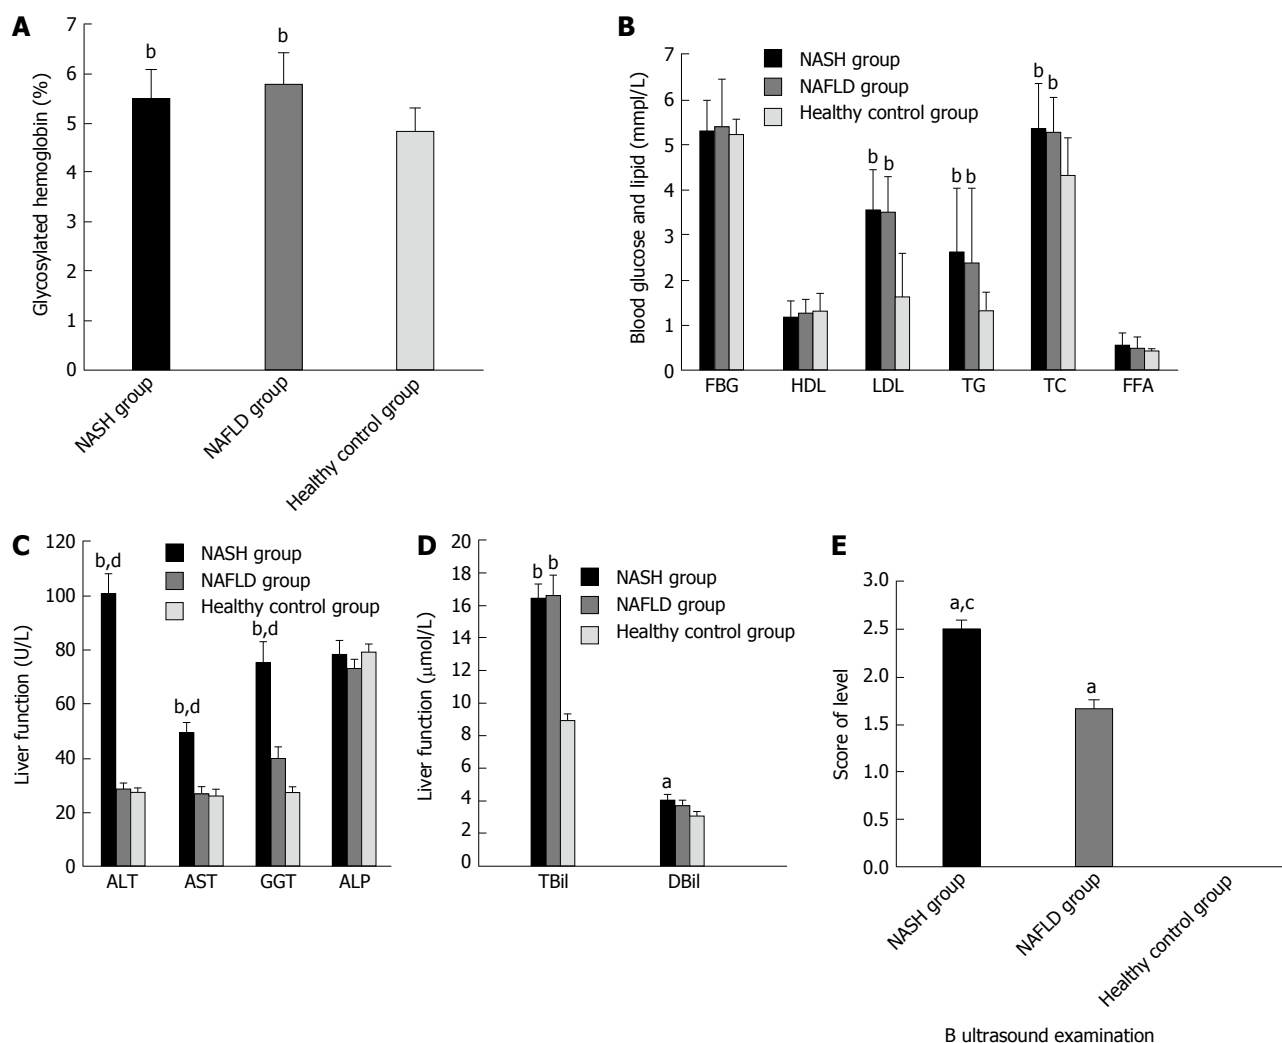 A
7
6
5
4
3
2
1
0
Glycosylated hemoglobin (%)
b
b
NASH group
NAFLD group
Healthy control group
B
7
6
5
4
3
2
1
0
Blood glucose and lipid (mmpl/L)
NASH group
NAFLD group
Healthy control group
b b
b b
b b
FBG HDL LDL TG TC FFA
C
120
100
80
60
40
20
0
Liver function (U/L)
NASH group
NAFLD group
Healthy control group
b,d
b,d
b,d
ALT AST GGT ALP
D
20
18
16
14
12
10
8
6
4
2
0
Liver function (μmol/L)
NASH group
NAFLD group
Healthy control group
b b
a
TBil DBil
E
3.0
2.5
2.0
1.5
1.0
0.5
0.0
Score of level
a,c
a
NASH group
NAFLD group
Healthy control group
B ultrasound examination